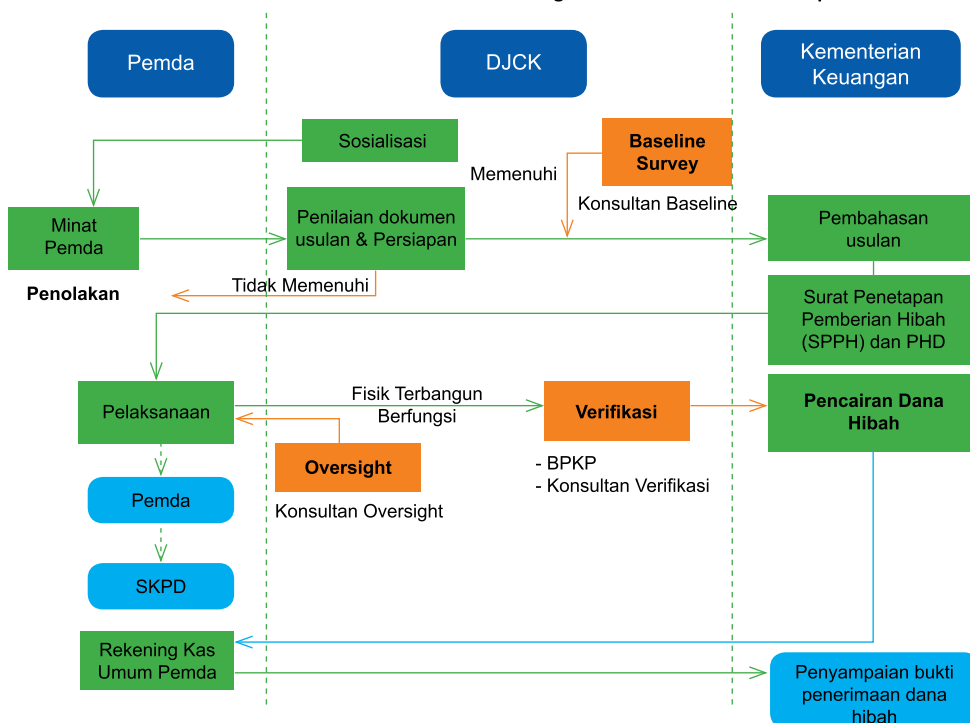 Pemda
DJCK
Kementerian
Keuangan
Sosialisasi
Baseline
Survey
Memenuhi
Konsultan Baseline
Minat
Pemda
Penilaian dokumen
usulan & Persiapan
Pembahasan
usulan
Penolakan
Tidak Memenuhi
Surat Penetapan
Pemberian Hibah
(SPPH) dan PHD
Pelaksanaan
Fisik Terbangun
Berfungsi
Verifikasi
Pencairan Dana
Hibah
Oversight
Konsultan Oversight
- BPKP
- Konsultan Verifikasi
Pemda
SKPD
Rekening Kas
Umum Pemda
Penyampaian bukti
penerimaan dana
hibah